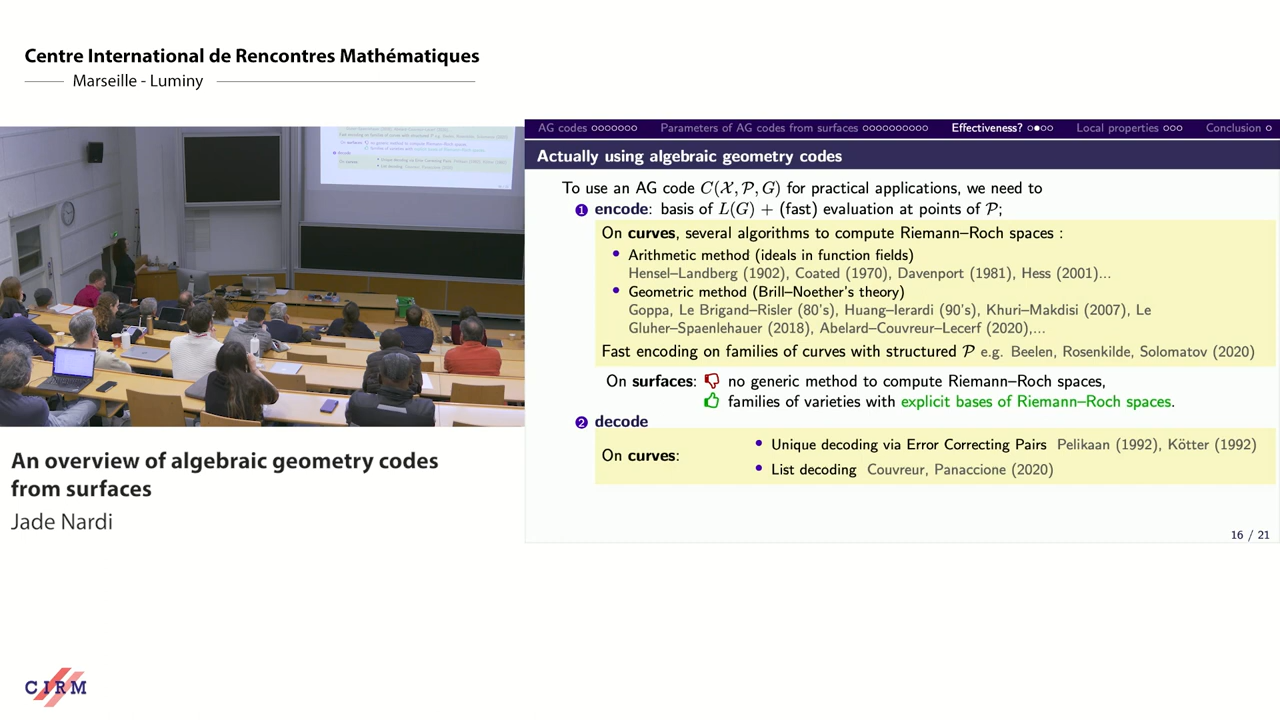 Centre International de Rencontres Mathématiques
Marseille - Luminy
AG codes Parameters of AG codes from surfaces Effectiveness? Local properties Conclusion
Actually using algebraic geometry codes
To use an AG code C(X, P, G) for practical applications, we need to
1 encode: basis of L(G) + (fast) evaluation at points of P;
On curves, several algorithms to compute Riemann–Roch spaces :
• Arithmetic method (ideals in function fields)
Hensel–Landberg (1902), Coated (1970), Davenport (1981), Hess (2001)...
• Geometric method (Brill–Noether's theory)
Goppa, Le Brigand–Risler (80's), Huang–Ierardi (90's), Khuri–Makdisi (2007), Le
Gluher–Spaenlehauer (2018), Abelard–Couvreur–Lecerf (2020),...
Fast encoding on families of curves with structured P e.g. Beelen, Rosenkilde, Solomatov (2020)
On surfaces: no generic method to compute Riemann–Roch spaces,
families of varieties with explicit bases of Riemann–Roch spaces.
2 decode
On curves:
• Unique decoding via Error Correcting Pairs Pelikaan (1992), Kötter (1992)
• List decoding Couvreur, Panaccione (2020)
16 / 21
An overview of algebraic geometry codes
from surfaces
Jade Nardi
CIRM